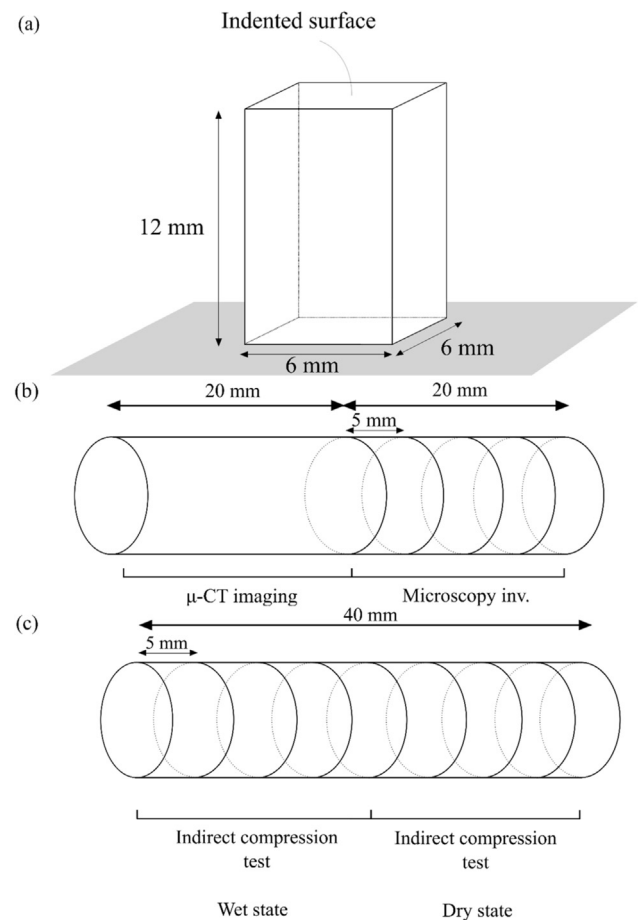 (a)
Indented surface
12 mm
6 mm
6 mm
(b)
20 mm
20 mm
5 mm
μ-CT imaging
Microscopy inv.
(c)
40 mm
5 mm
Indirect compression
test
Indirect compression
test
Wet state
Dry state